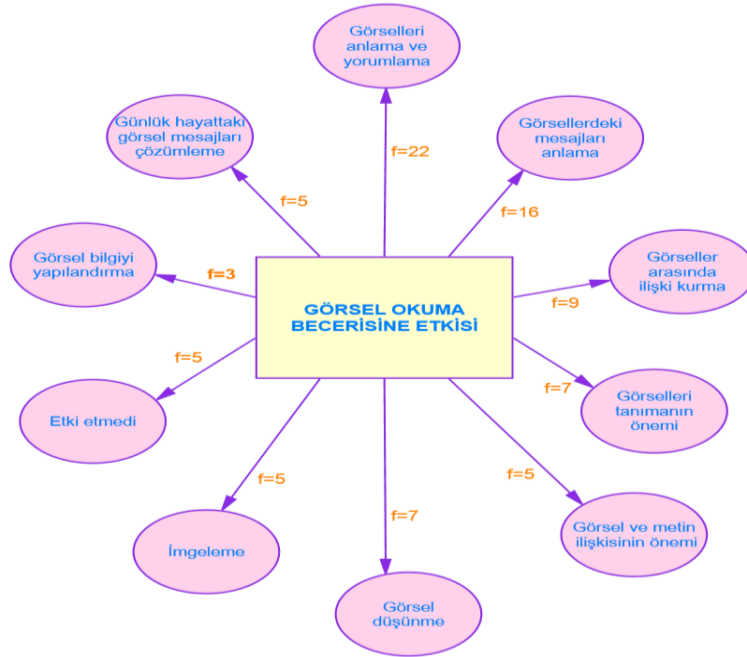 Görselleri
anlama ve
yorumlama
f=22
Görsellerdeki
mesajları
anlama
f=16
Görseller
arasında
ilişki kurma
f=9
Görselleri
tanımanın
önemi
f=7
Görsel ve metin
ilişkisinin önemi
f=5
Görsel
düşünme
f=7
İmgeleme
f=5
Etki etmedi
f=5
Görsel bilgiyi
yapılandırma
f=3
Günlük hayattaki
görsel mesajları
çözümleme
f=5
GÖRSEL OKUMA
BECERİSİNE ETKİSİ